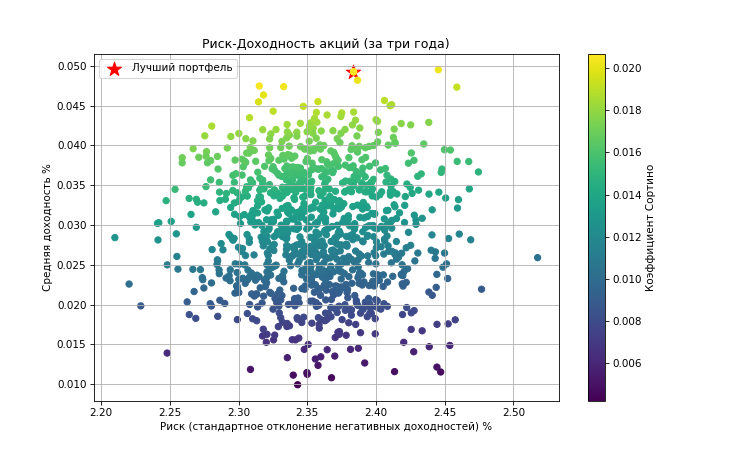 Риск-Доходность акций (за три года)
Лучший портфель
Средняя доходность %
0.050
0.045
0.040
0.035
0.030
0.025
0.020
0.015
0.010
2.20 2.25 2.30 2.35 2.40 2.45 2.50
Риск (стандартное отклонение негативных доходностей) %
0.020
0.018
0.016
0.014
0.012
0.010
0.008
0.006
Коэффициент Сортино